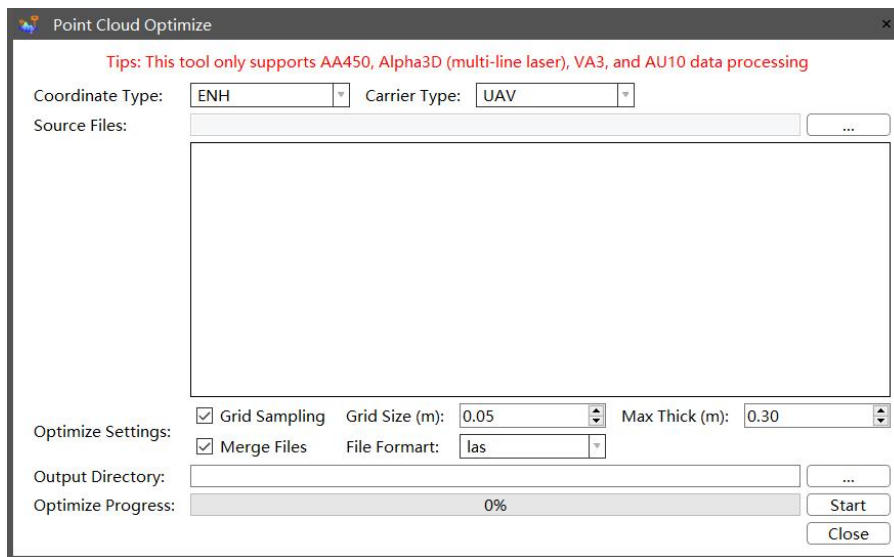 Point Cloud Optimize
Tips: This tool only supports AA450, Alpha3D (multi-line laser), VA3, and AU10 data processing
Coordinate Type: ENH Carrier Type: UAV
Source Files: ...
Grid Sampling Grid Size (m): 0.05 Max Thick (m): 0.30
Optimize Settings:
Merge Files File Formart: las
Output Directory: ...
Optimize Progress: 0% Start
Close